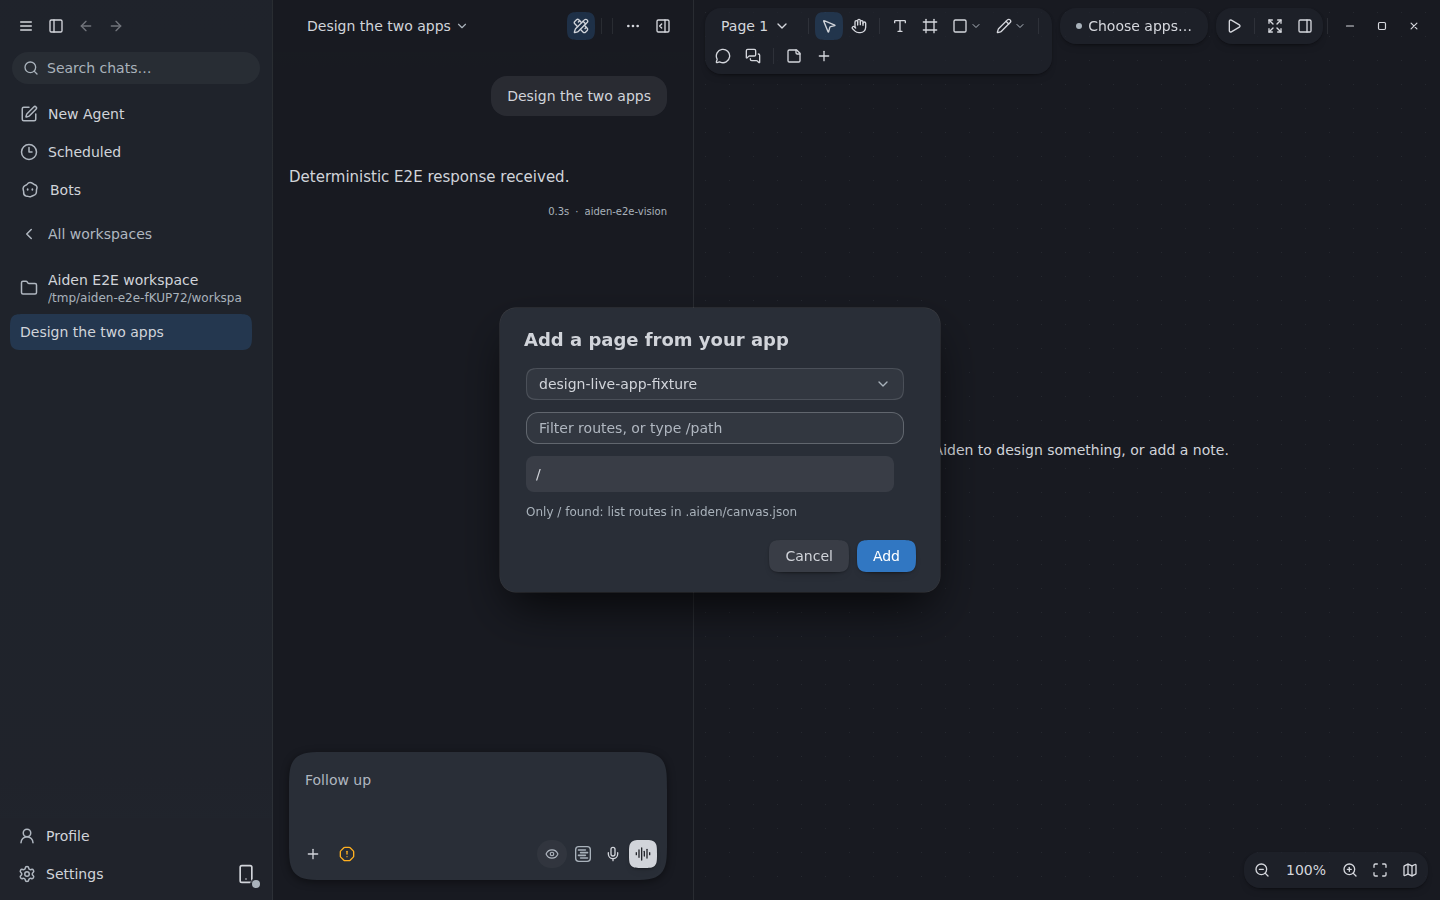 Search chats…
New Agent
Scheduled
Bots
All workspaces
Aiden E2E workspace
/tmp/aiden-e2e-fKUP72/workspa
Design the two apps
Profile
Settings
Design the two apps
Design the two apps
Deterministic E2E response received.
0.3s · aiden-e2e-vision
Follow up
Page 1
Choose apps…
Aiden to design something, or add a note.
Add a page from your app
design-live-app-fixture
Filter routes, or type /path
/
Only / found: list routes in .aiden/canvas.json
Cancel
Add
100%